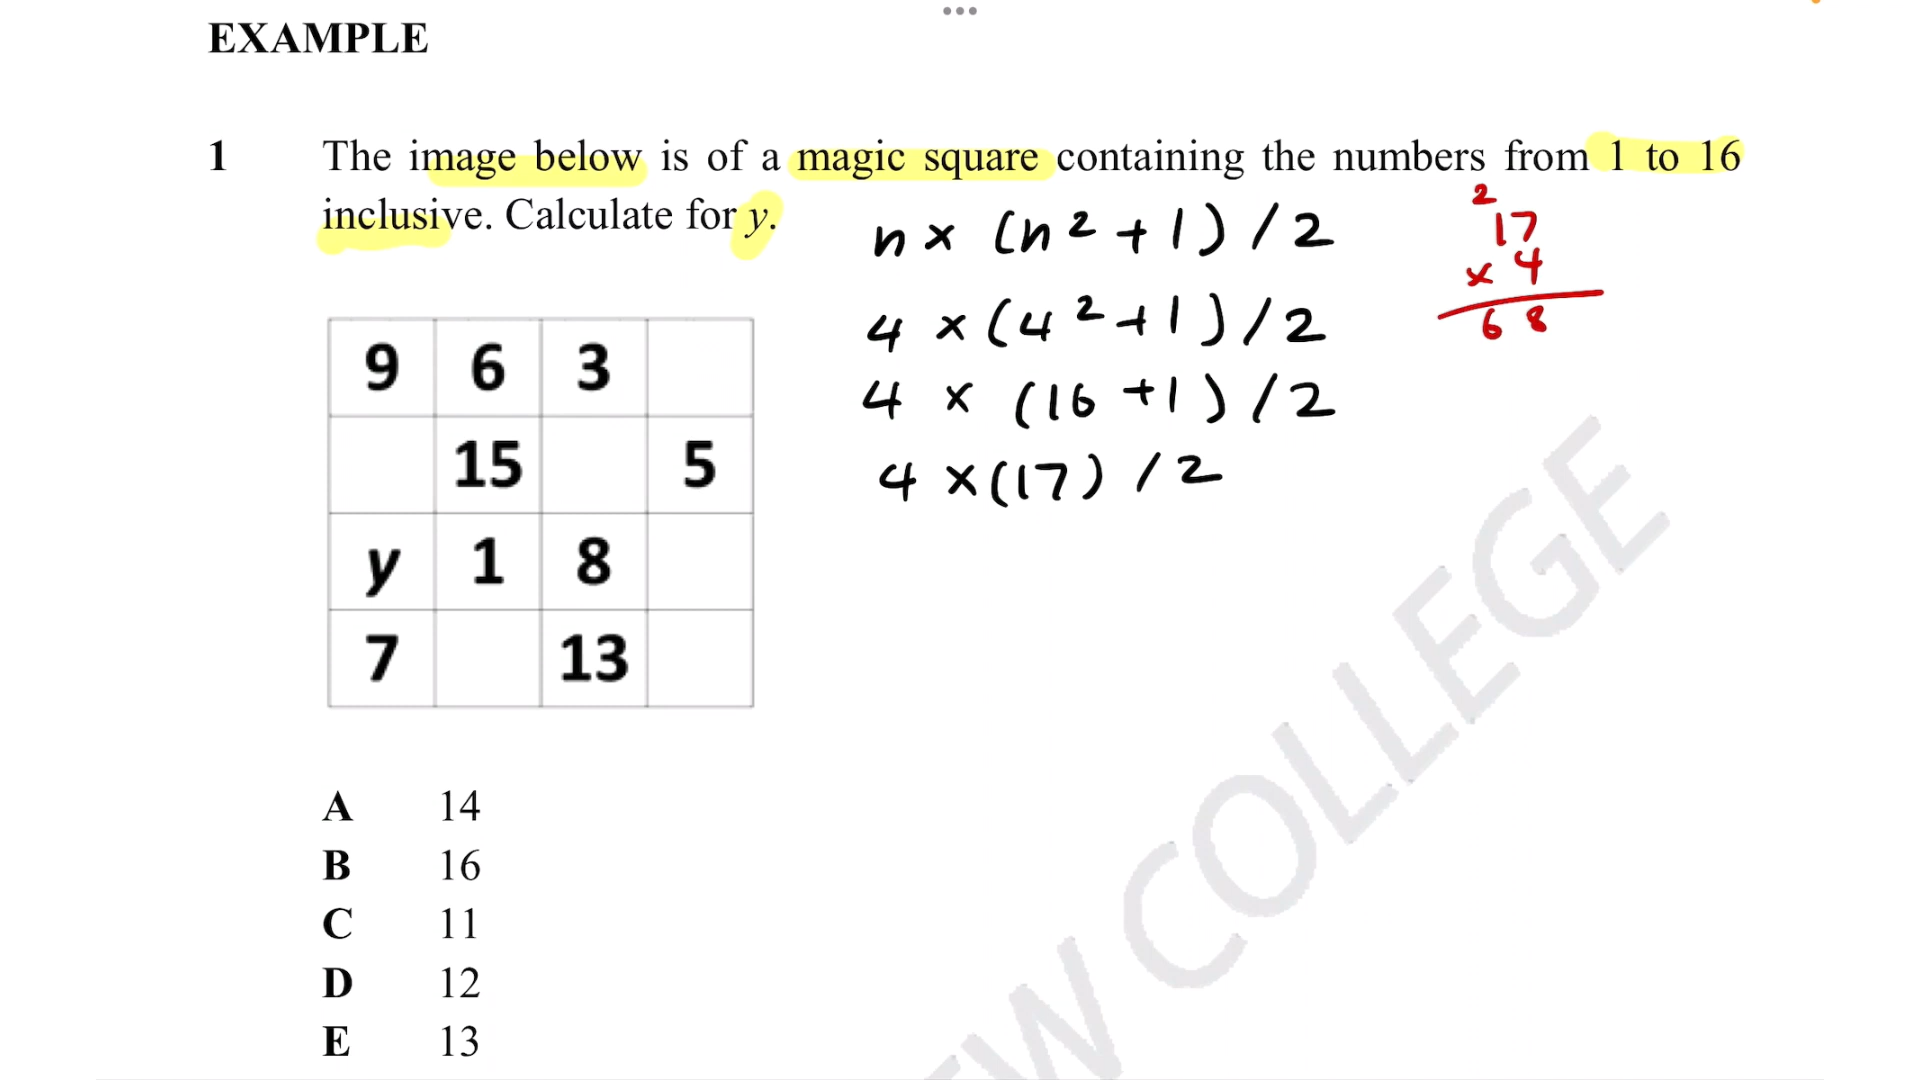 EXAMPLE
1 The image below is of a magic square containing the numbers from 1 to 16
inclusive. Calculate for y.
n × (n² + 1) / 2
4 × (4² + 1) / 2
4 × (16 + 1) / 2
4 × (17) / 2
2
17
× 4
68
9 6 3
15 5
y 1 8
7 13
A 14
B 16
C 11
D 12
E 13
EW COLLEGE